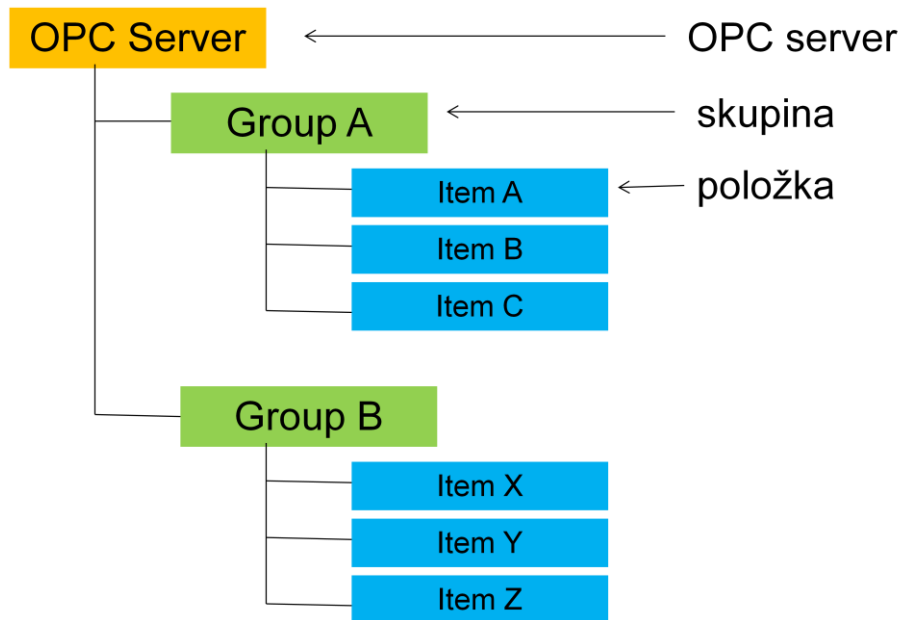 OPC Server
OPC server
Group A
skupina
Item A
položka
Item B
Item C
Group B
Item X
Item Y
Item Z